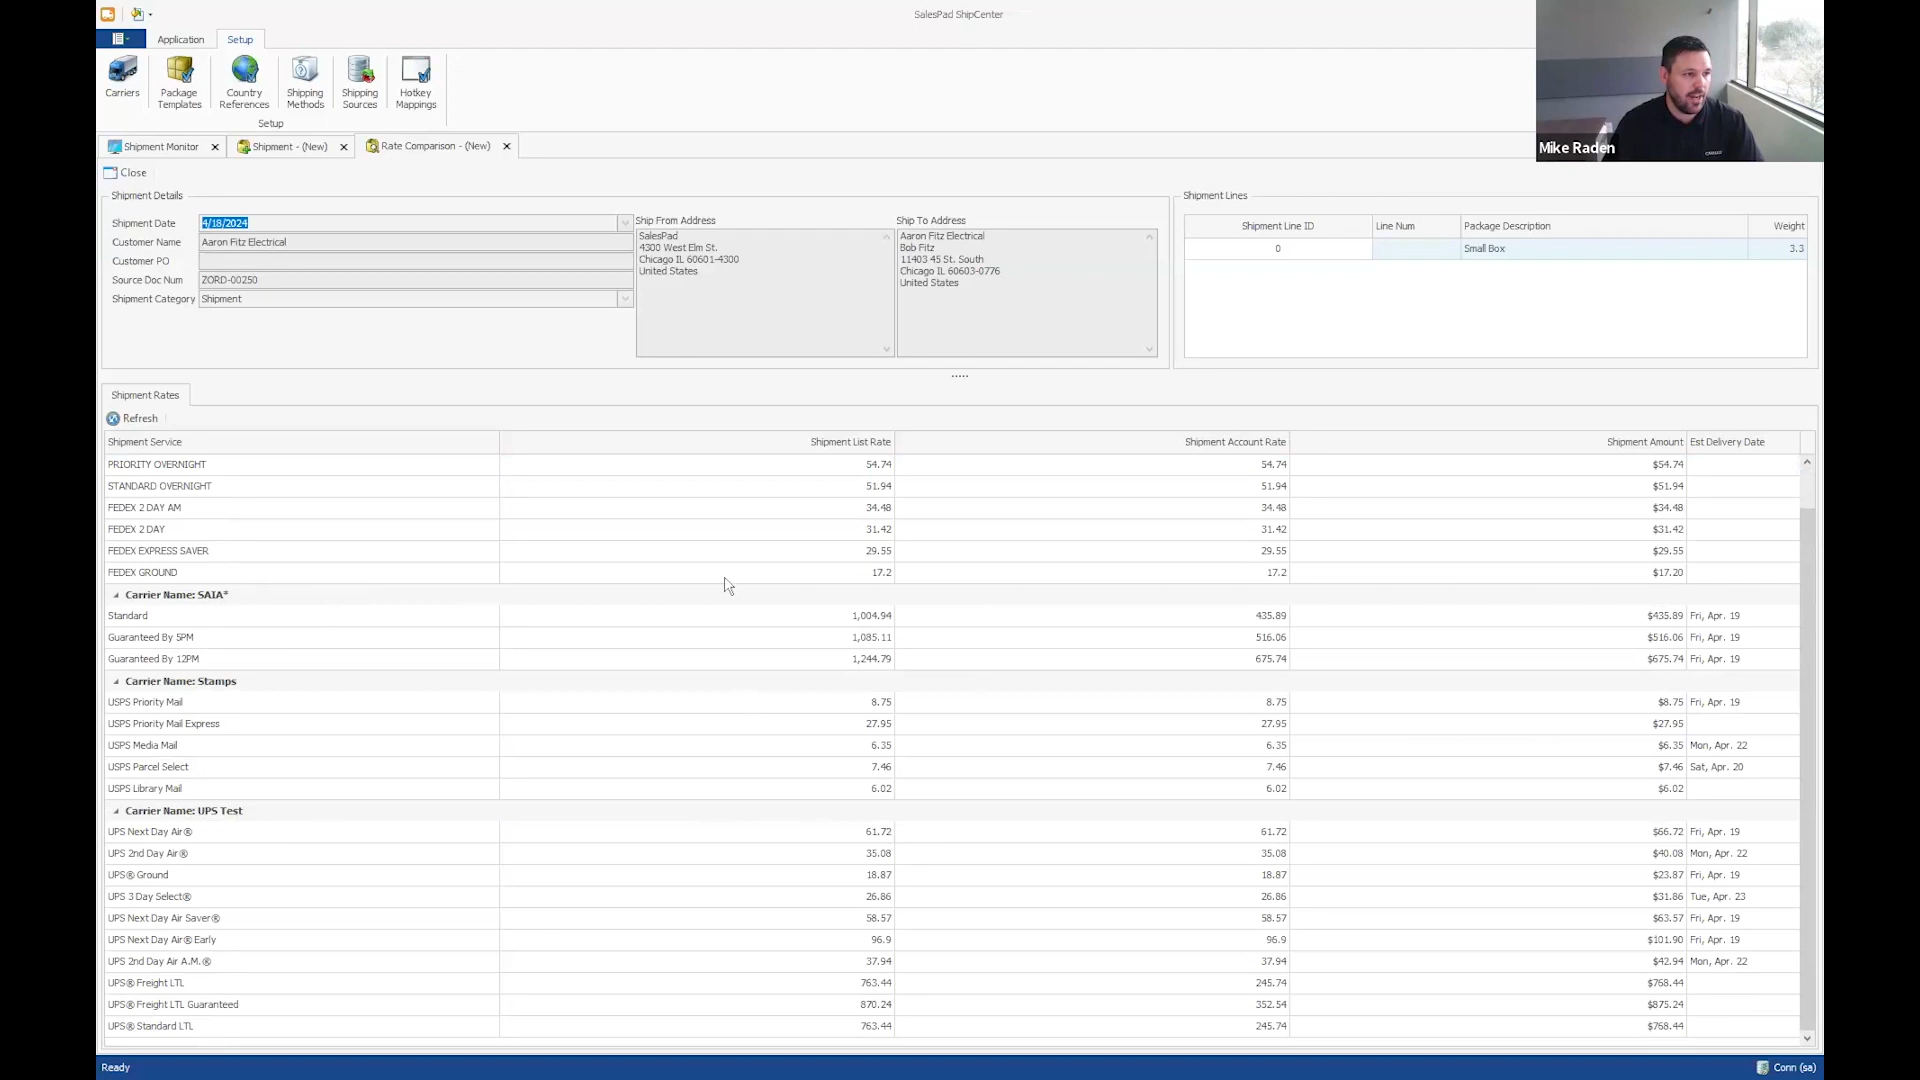 SalesPad ShipCenter
Application Setup
Carriers
Package Templates
Country References
Shipping Methods
Shipping Sources
Hotkey Mappings
Setup
Mike Raden
Shipment Monitor Shipment - (New) Rate Comparison - (New)
Close
Shipment Details
Shipment Date 4/18/2024
Customer Name Aaron Fitz Electrical
Customer PO
Source Doc Num ZORD-00250
Shipment Category Shipment
Ship From Address
SalesPad
4300 West Elm St.
Chicago IL 60601-4300
United States
Ship To Address
Aaron Fitz Electrical
Bob Fitz
11403 45 St. South
Chicago IL 60603-0776
United States
Shipment Lines
Shipment Line ID Line Num Package Description Weight
0 Small Box 3.3
Shipment Rates
Refresh
Shipment Service Shipment List Rate Shipment Account Rate Shipment Amount Est Delivery Date
PRIORITY OVERNIGHT 54.74 54.74 $54.74
STANDARD OVERNIGHT 51.94 51.94 $51.94
FEDEX 2 DAY AM 34.48 34.48 $34.48
FEDEX 2 DAY 31.42 31.42 $31.42
FEDEX EXPRESS SAVER 29.55 29.55 $29.55
FEDEX GROUND 17.2 17.2 $17.20
Carrier Name: SAIA*
Standard 1,004.94 435.89 $435.89 Fri, Apr. 19
Guaranteed By 5PM 1,085.11 516.06 $516.06 Fri, Apr. 19
Guaranteed By 12PM 1,244.79 675.74 $675.74 Fri, Apr. 19
Carrier Name: Stamps
USPS Priority Mail 8.75 8.75 $8.75 Fri, Apr. 19
USPS Priority Mail Express 27.95 27.95 $27.95
USPS Media Mail 6.35 6.35 $6.35 Mon, Apr. 22
USPS Parcel Select 7.46 7.46 $7.46 Sat, Apr. 20
USPS Library Mail 6.02 6.02 $6.02
Carrier Name: UPS Test
UPS Next Day Air® 61.72 61.72 $66.72 Fri, Apr. 19
UPS 2nd Day Air® 35.08 35.08 $40.08 Mon, Apr. 22
UPS® Ground 18.87 18.87 $23.87 Fri, Apr. 19
UPS 3 Day Select® 26.86 26.86 $31.86 Tue, Apr. 23
UPS Next Day Air Saver® 58.57 58.57 $63.57 Fri, Apr. 19
UPS Next Day Air® Early 96.9 96.9 $101.90 Fri, Apr. 19
UPS 2nd Day Air A.M.® 37.94 37.94 $42.94 Mon, Apr. 22
UPS® Freight LTL 763.44 245.74 $768.44
UPS® Freight LTL Guaranteed 870.24 352.54 $875.24
UPS® Standard LTL 763.44 245.74 $768.44
Ready Conn (sa)